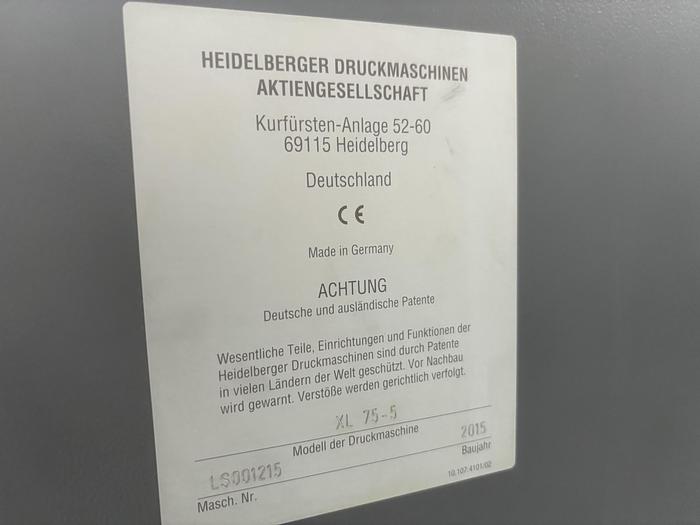 HEIDELBERGER DRUCKMASCHINEN
AKTIENGESELLSCHAFT
Kurfürsten-Anlage 52-60
69115 Heidelberg
Deutschland
CE
Made in Germany
ACHTUNG
Deutsche und ausländische Patente
Wesentliche Teile, Einrichtungen und Funktionen der
Heidelberger Druckmaschinen sind durch Patente
in vielen Ländern der Welt geschützt. Vor Nachbau
wird gewarnt. Verstöße werden gerichtlich verfolgt.
XL 75-5
Modell der Druckmaschine
LS001215
2015
Masch. Nr.
Baujahr
10.107.4101/02